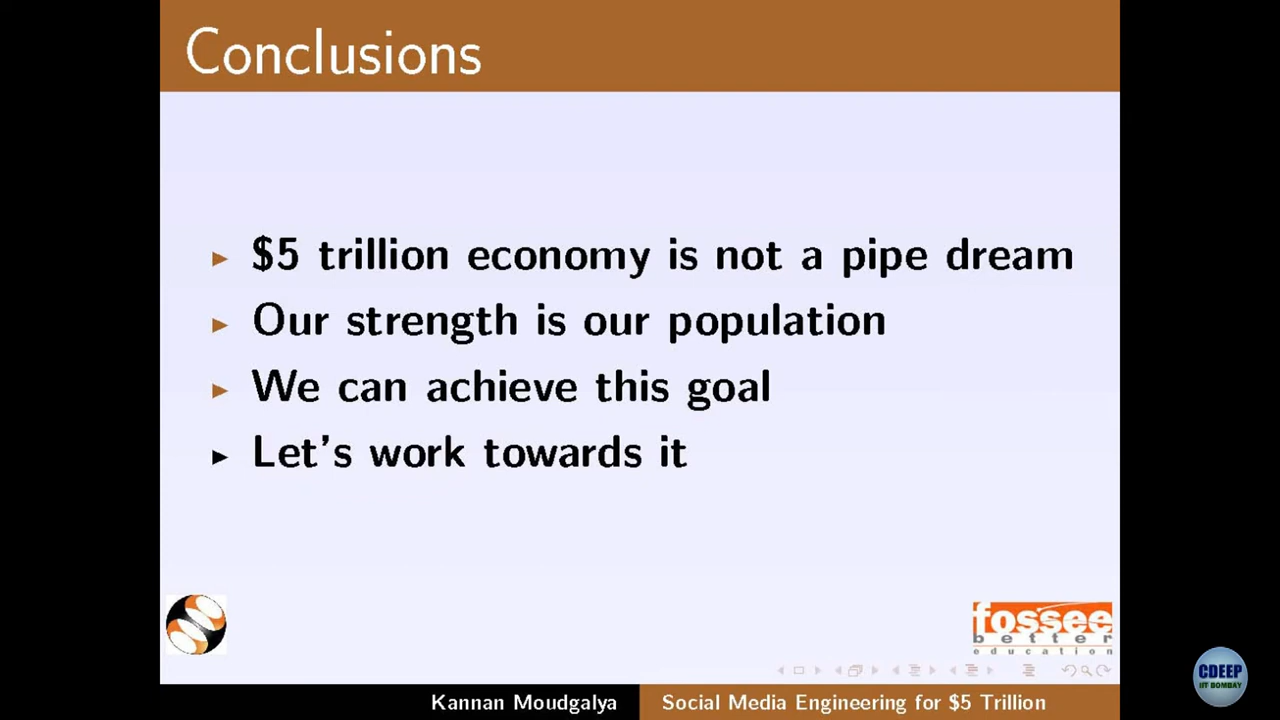 Conclusions
$5 trillion economy is not a pipe dream
Our strength is our population
We can achieve this goal
Let's work towards it
fossee
better
education
CDEEP
IIT BOMBAY
Kannan Moudgalya
Social Media Engineering for $5 Trillion